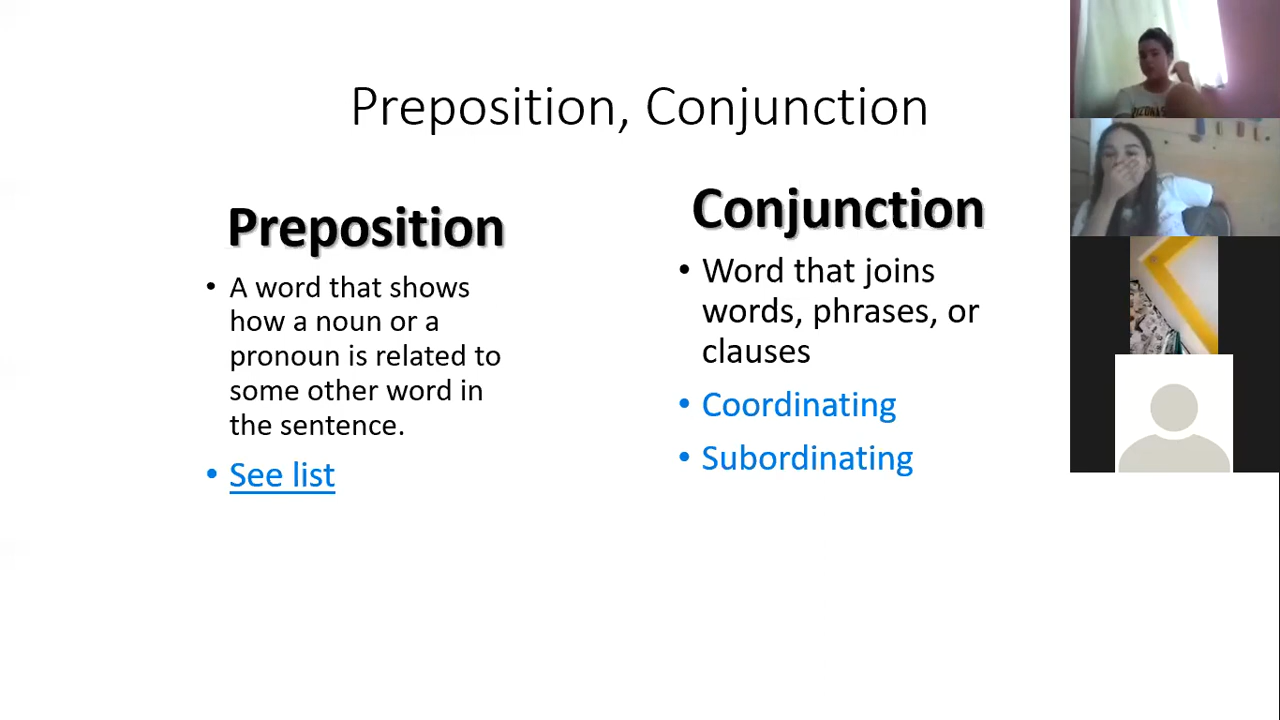 Preposition, Conjunction
Preposition
• A word that shows
how a noun or a
pronoun is related to
some other word in
the sentence.
• See list
Conjunction
• Word that joins
words, phrases, or
clauses
• Coordinating
• Subordinating